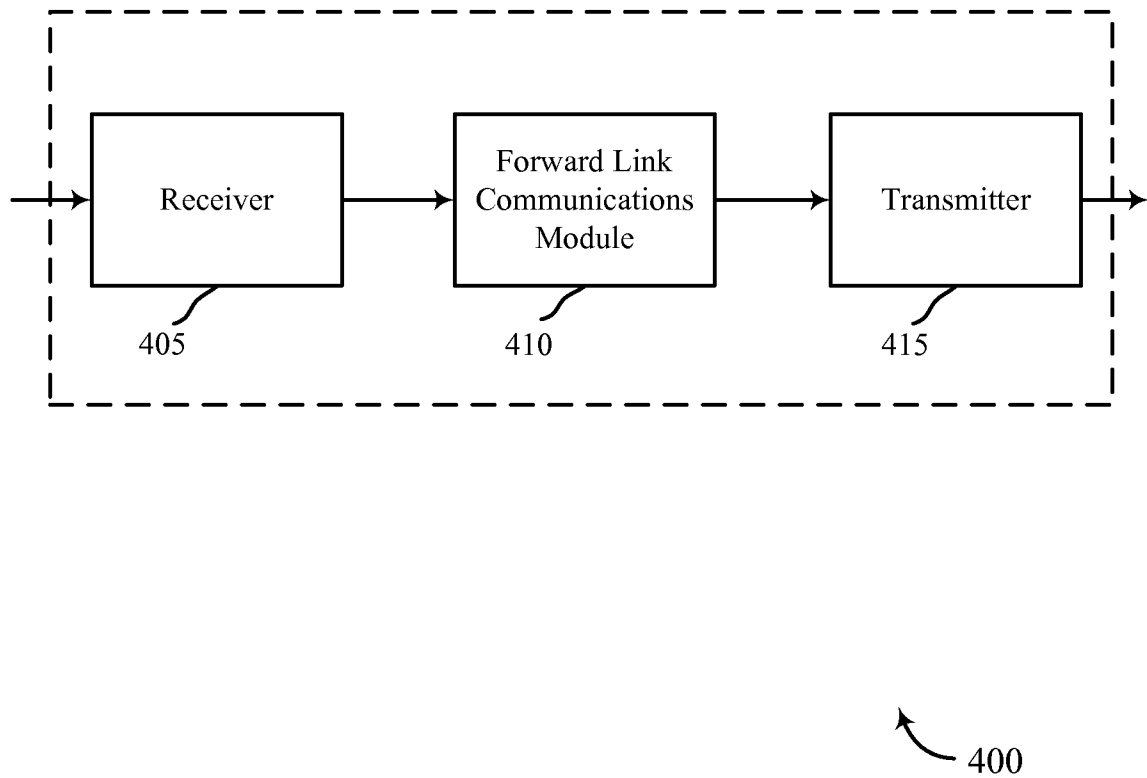 Receiver
Forward Link
Communications
Module
Transmitter
405
410
415
400